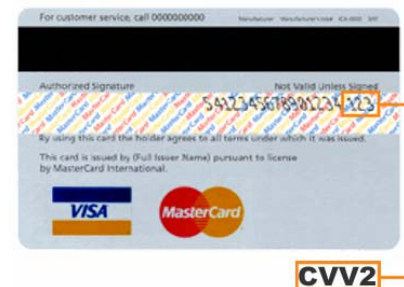 For customer service, call 0000000000
Authorized Signature Not Valid Unless Signed
5412345678901234 123
By using this card the holder agrees to all terms under which it was issued.
This card is issued by (Full Issuer Name) pursuant to license
by MasterCard International.
VISA MasterCard
CVV2